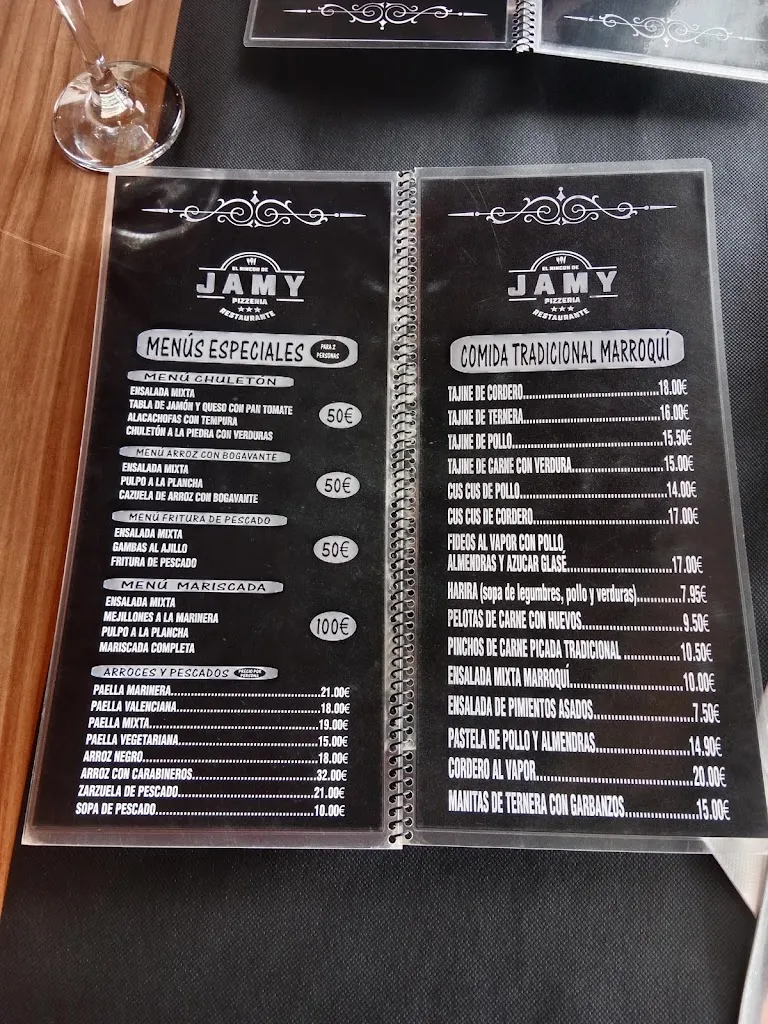 EL RINCON DE
JAMY
PIZZERIA
RESTAURANTE
MENÚS ESPECIALES PARA 2 PERSONAS
MENÚ CHULETÓN
ENSALADA MIXTA
TABLA DE JAMÓN Y QUESO CON PAN TOMATE
ALACACHOFAS CON TEMPURA
CHULETÓN A LA PIEDRA CON VERDURAS
50€
MENÚ ARROZ CON BOGAVANTE
ENSALADA MIXTA
PULPO A LA PLANCHA
CAZUELA DE ARROZ CON BOGAVANTE
50€
MENÚ FRITURA DE PESCADO
ENSALADA MIXTA
GAMBAS AL AJILLO
FRITURA DE PESCADO
50€
MENÚ MARISCADA
ENSALADA MIXTA
MEJILLONES A LA MARINERA
PULPO A LA PLANCHA
MARISCADA COMPLETA
100€
ARROCES Y PESCADOS PRECIO POR PERSONA
PAELLA MARINERA 21.00€
PAELLA VALENCIANA 18.00€
PAELLA MIXTA 19.00€
PAELLA VEGETARIANA 15.00€
ARROZ NEGRO 18.00€
ARROZ CON CARABINEROS 32.00€
ZARZUELA DE PESCADO 21.00€
SOPA DE PESCADO 10.00€
EL RINCON DE
JAMY
PIZZERIA
RESTAURANTE
COMIDA TRADICIONAL MARROQUÍ
TAJINE DE CORDERO 18.00€
TAJINE DE TERNERA 16.00€
TAJINE DE POLLO 15.50€
TAJINE DE CARNE CON VERDURA 15.00€
CUS CUS DE POLLO 14.00€
CUS CUS DE CORDERO 17.00€
FIDEOS AL VAPOR CON POLLO
ALMENDRAS Y AZUCAR GLASÉ 17.00€
HARIRA (sopa de legumbres, pollo y verduras) 7.95€
PELOTAS DE CARNE CON HUEVOS 9.50€
PINCHOS DE CARNE PICADA TRADICIONAL 10.50€
ENSALADA MIXTA MARROQUÍ 10.00€
ENSALADA DE PIMIENTOS ASADOS 7.50€
PASTELA DE POLLO Y ALMENDRAS 14.90€
CORDERO AL VAPOR 20.00€
MANITAS DE TERNERA CON GARBANZOS 15.00€